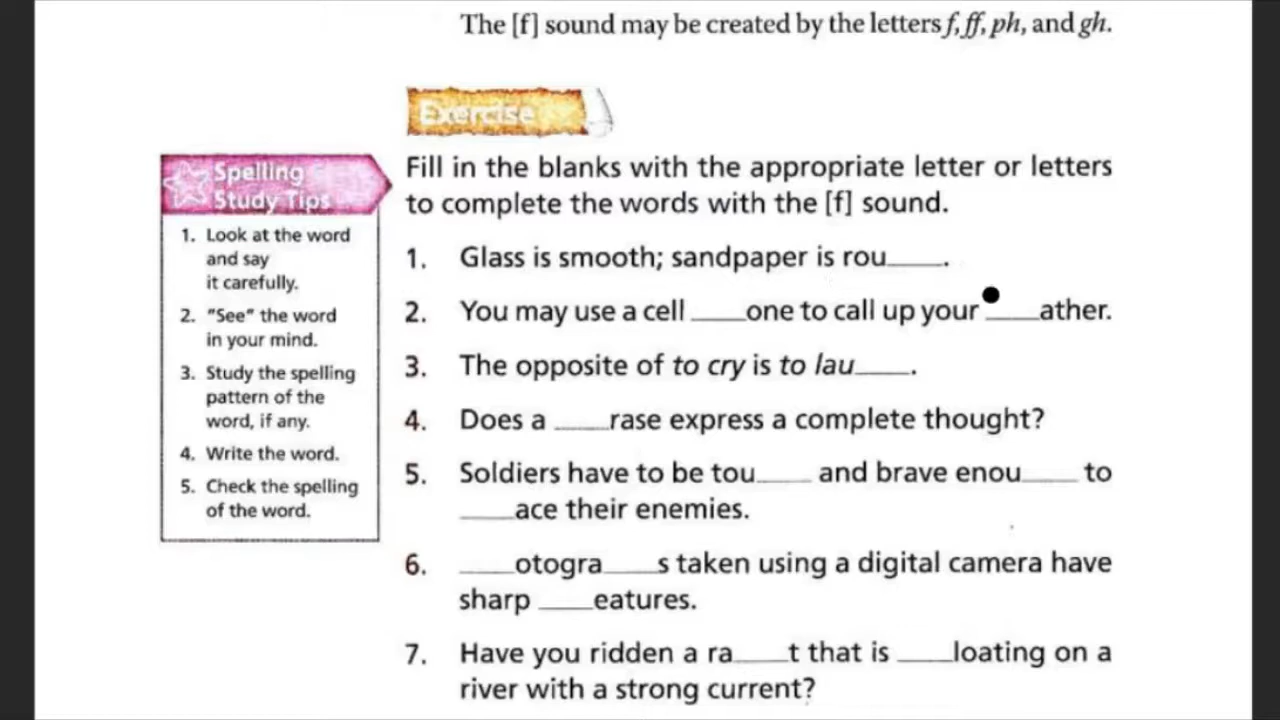 The [f] sound may be created by the letters f, ff, ph, and gh.
Exercise
Spelling
Study Tips
1. Look at the word
and say
it carefully.
2. "See" the word
in your mind.
3. Study the spelling
pattern of the
word, if any.
4. Write the word.
5. Check the spelling
of the word.
Fill in the blanks with the appropriate letter or letters
to complete the words with the [f] sound.
1. Glass is smooth; sandpaper is rou____.
2. You may use a cell ____one to call up your ____ather.
3. The opposite of to cry is to lau____.
4. Does a ____rase express a complete thought?
5. Soldiers have to be tou____ and brave enou____ to
____ace their enemies.
6. ____otogra____s taken using a digital camera have
sharp ____eatures.
7. Have you ridden a ra____t that is ____loating on a
river with a strong current?